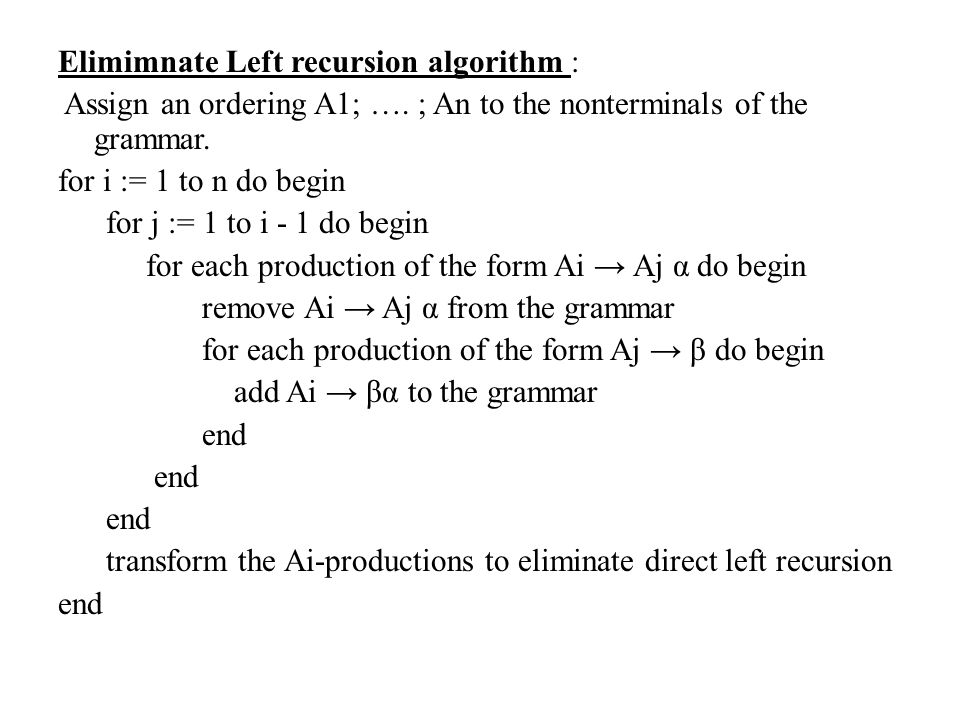 Elimimnate Left recursion algorithm :
Assign an ordering A1; …. ; An to the nonterminals of the
grammar.
for i := 1 to n do begin
for j := 1 to i - 1 do begin
for each production of the form Ai → Aj α do begin
remove Ai → Aj α from the grammar
for each production of the form Aj → β do begin
add Ai → βα to the grammar
end
end
end
transform the Ai-productions to eliminate direct left recursion
end